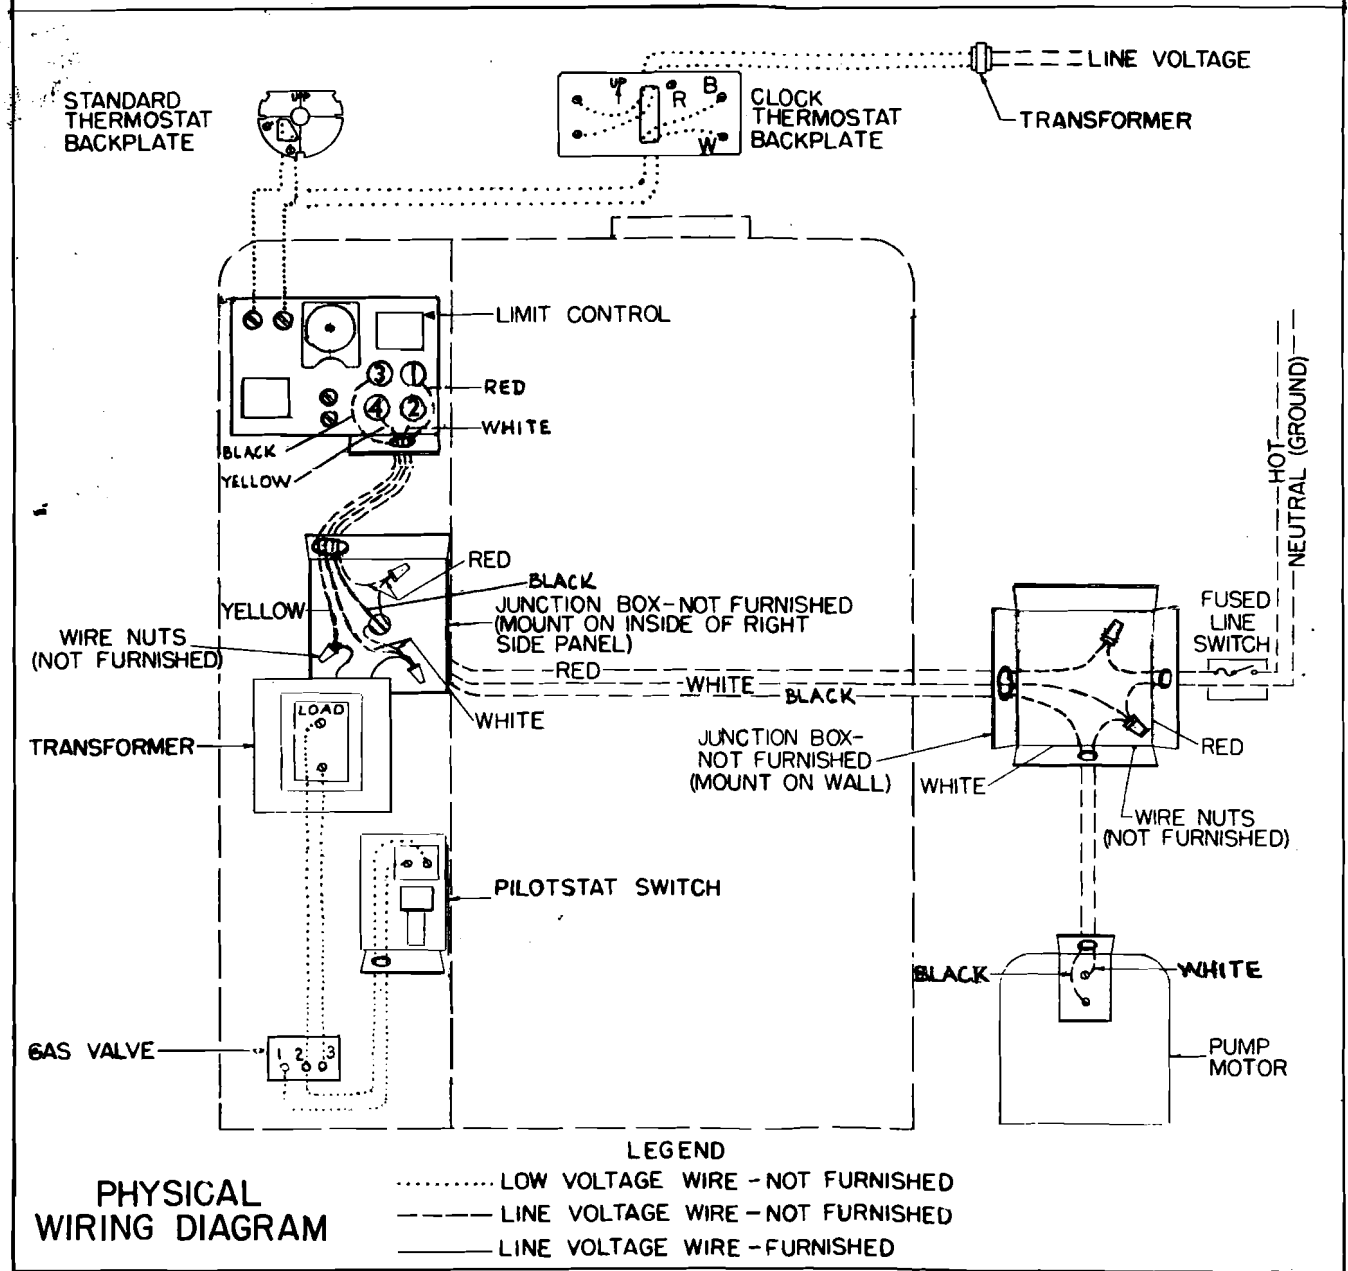 LINE VOLTAGE
TRANSFORMER
STANDARD
THERMOSTAT
BACKPLATE
UP
UP
R
B
W
CLOCK
THERMOSTAT
BACKPLATE
LIMIT CONTROL
3
1
4
2
RED
WHITE
BLACK
YELLOW
HOT
NEUTRAL (GROUND)
RED
BLACK
YELLOW
JUNCTION BOX-NOT FURNISHED
(MOUNT ON INSIDE OF RIGHT
SIDE PANEL)
WIRE NUTS
(NOT FURNISHED)
RED
WHITE
BLACK
WHITE
FUSED
LINE
SWITCH
LOAD
TRANSFORMER
JUNCTION BOX-
NOT FURNISHED
(MOUNT ON WALL)
WHITE
RED
WIRE NUTS
(NOT FURNISHED)
PILOTSTAT SWITCH
BLACK
WHITE
GAS VALVE
1 2 3
PUMP
MOTOR
LEGEND
LOW VOLTAGE WIRE - NOT FURNISHED
LINE VOLTAGE WIRE - NOT FURNISHED
LINE VOLTAGE WIRE - FURNISHED
PHYSICAL
WIRING DIAGRAM